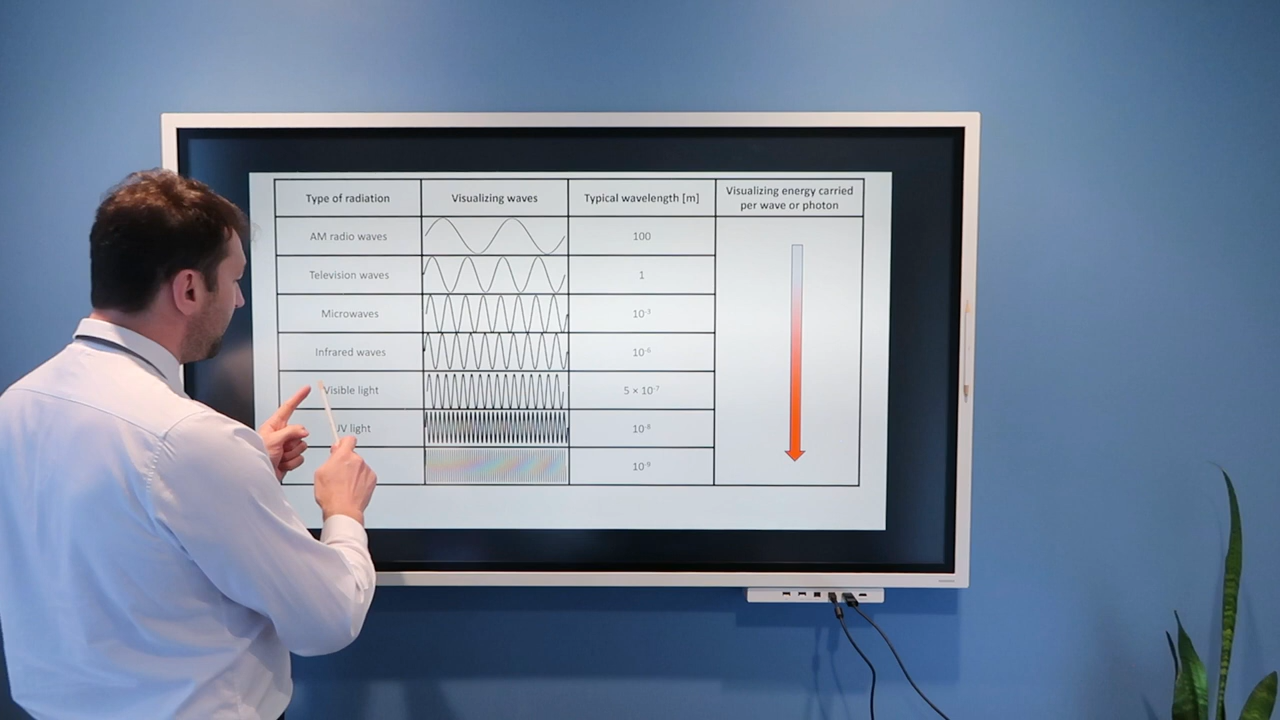 Type of radiation
Visualizing waves
Typical wavelength [m]
Visualizing energy carried
per wave or photon
AM radio waves
100
Television waves
1
Microwaves
10⁻³
Infrared waves
10⁻⁶
Visible light
5 × 10⁻⁷
UV light
10⁻⁸
10⁻⁹